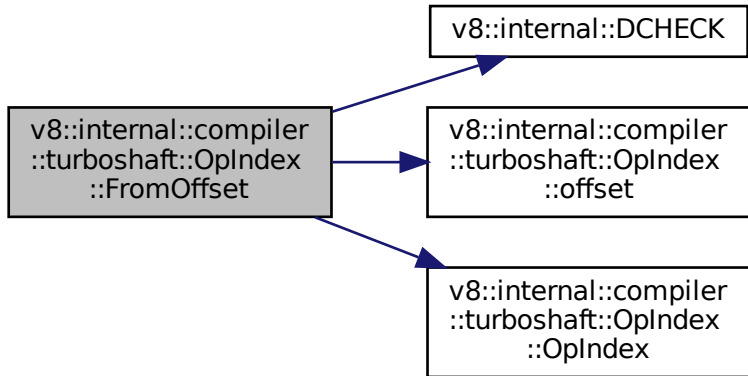 v8::internal::compiler
::turboshaft::OpIndex
::FromOffset
v8::internal::DCHECK
v8::internal::compiler
::turboshaft::OpIndex
::offset
v8::internal::compiler
::turboshaft::OpIndex
::OpIndex